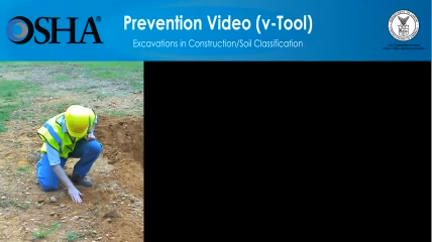 OSHA®
Prevention Video (v-Tool)
Excavations in Construction/Soil Classification